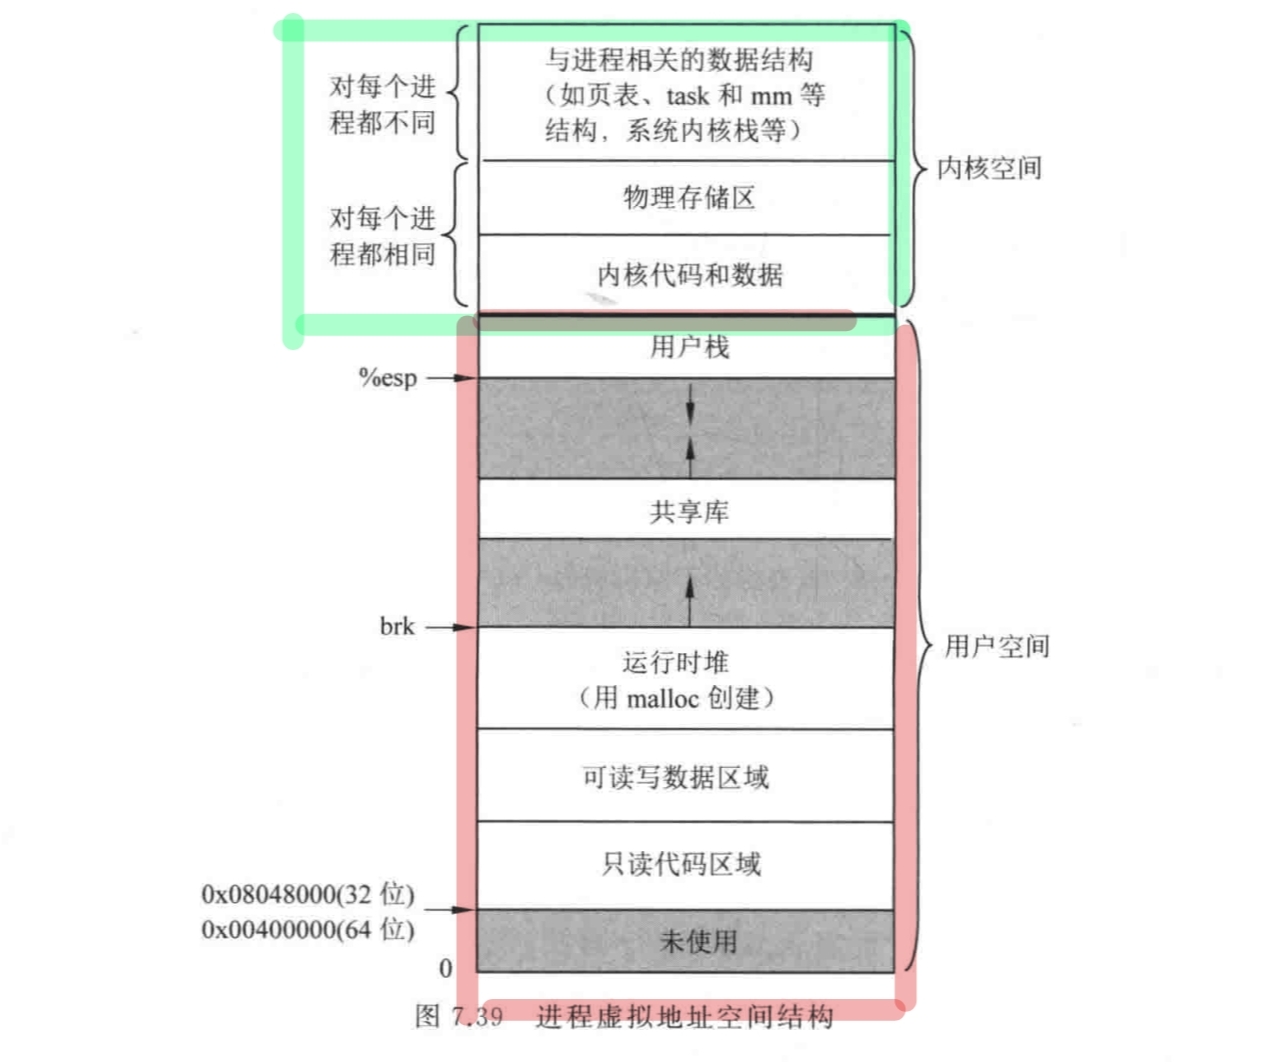 与进程相关的数据结构
（如页表、task 和 mm 等
结构，系统内核栈等）
对每个进
程都不同
内核空间
物理存储区
对每个进
程都相同
内核代码和数据
用户栈
%esp
共享库
brk
用户空间
运行时堆
（用 malloc 创建）
可读写数据区域
只读代码区域
0x08048000(32 位)
0x00400000(64 位)
未使用
0
图 7.39 进程虚拟地址空间结构